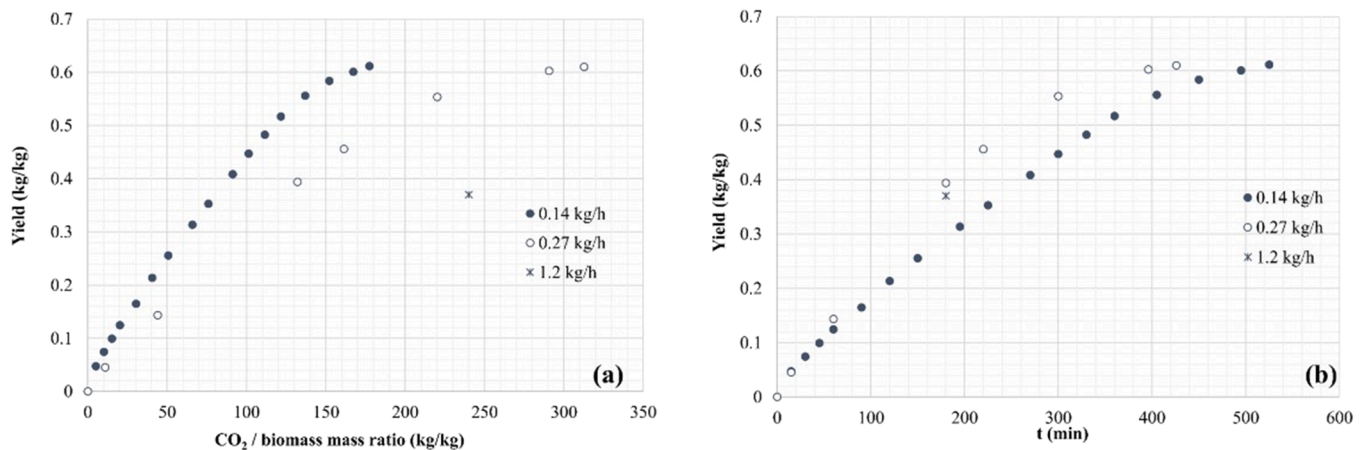 0.7
0.6
0.5
0.4
0.3
0.2
0.1
0
Yield (kg/kg)
0.14 kg/h
0.27 kg/h
1.2 kg/h
(a)
0 50 100 150 200 250 300 350
CO₂ / biomass mass ratio (kg/kg)
0.7
0.6
0.5
0.4
0.3
0.2
0.1
0
Yield (kg/kg)
0.14 kg/h
0.27 kg/h
1.2 kg/h
(b)
0 100 200 300 400 500 600
t (min)